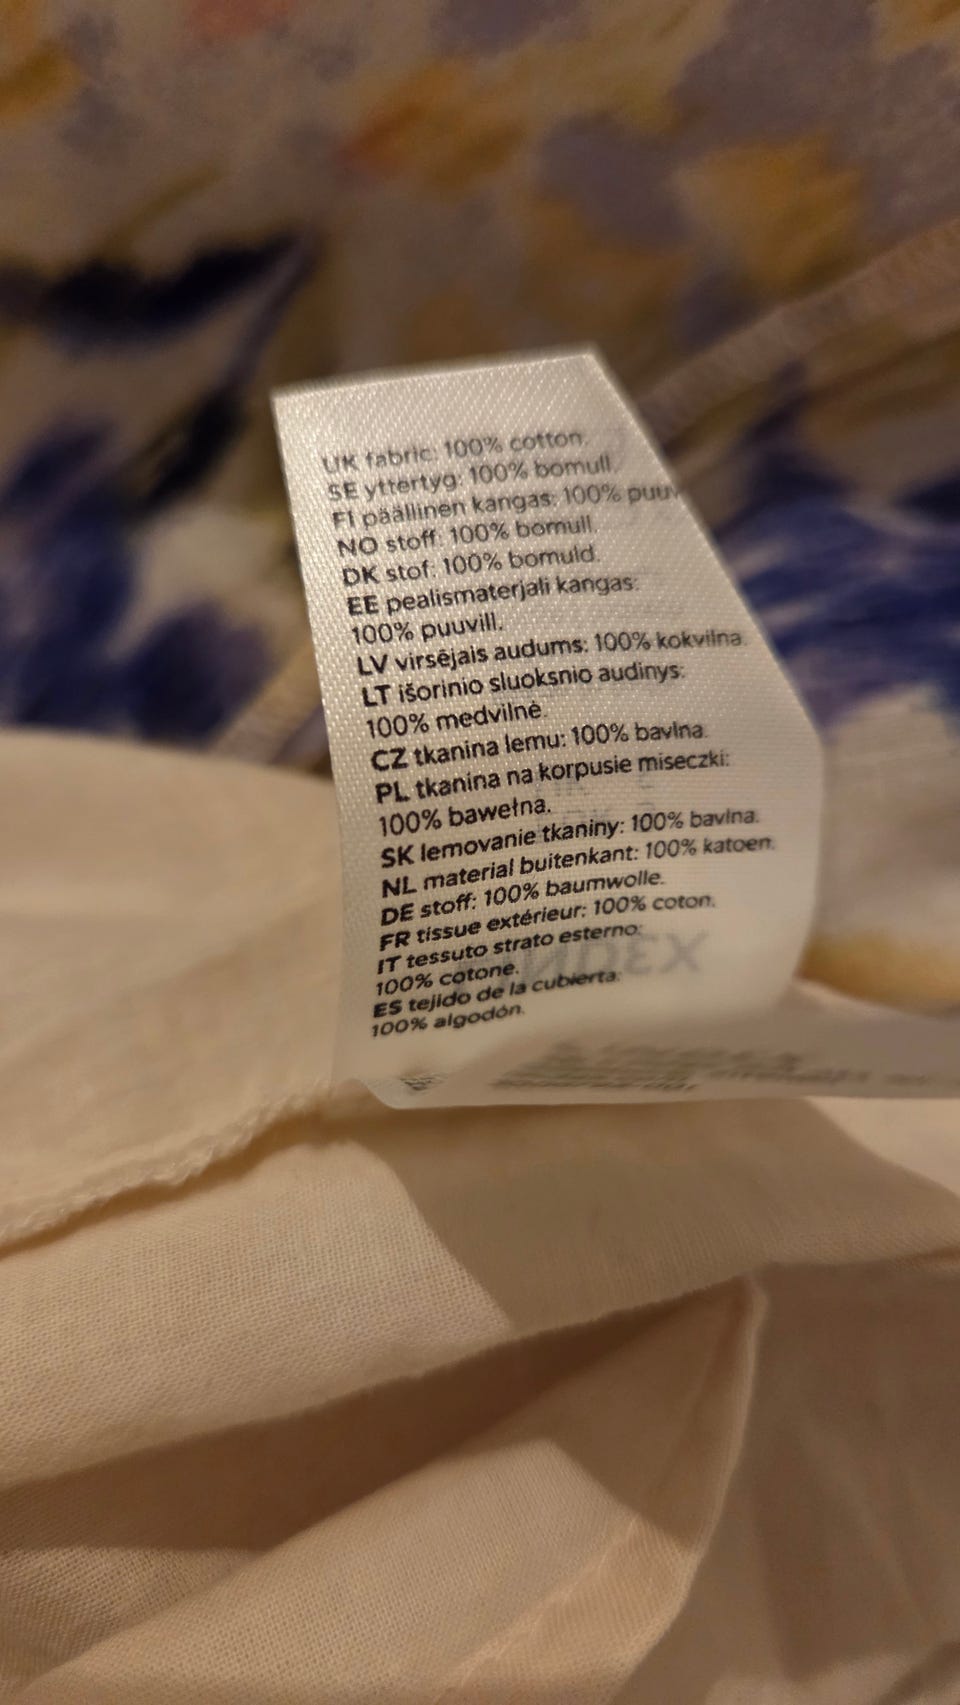 UK fabric: 100% cotton.
SE yttertyg: 100% bomull.
FI päällinen kangas: 100% puuv
NO stoff: 100% bomull.
DK stof: 100% bomuld.
EE pealismaterjali kangas:
100% puuvill.
LV virsējais audums: 100% kokvilna.
LT išorinio sluoksnio audinys:
100% medvilnė.
CZ tkanina lemu: 100% bavlna.
PL tkanina na korpusie miseczki:
100% bawełna.
SK lemovanie tkaniny: 100% bavlna.
NL material buitenkant: 100% katoen.
DE stoff: 100% baumwolle.
FR tissue extérieur: 100% coton.
IT tessuto strato esterno:
100% cotone.
ES tejido de la cubierta:
100% algodón.